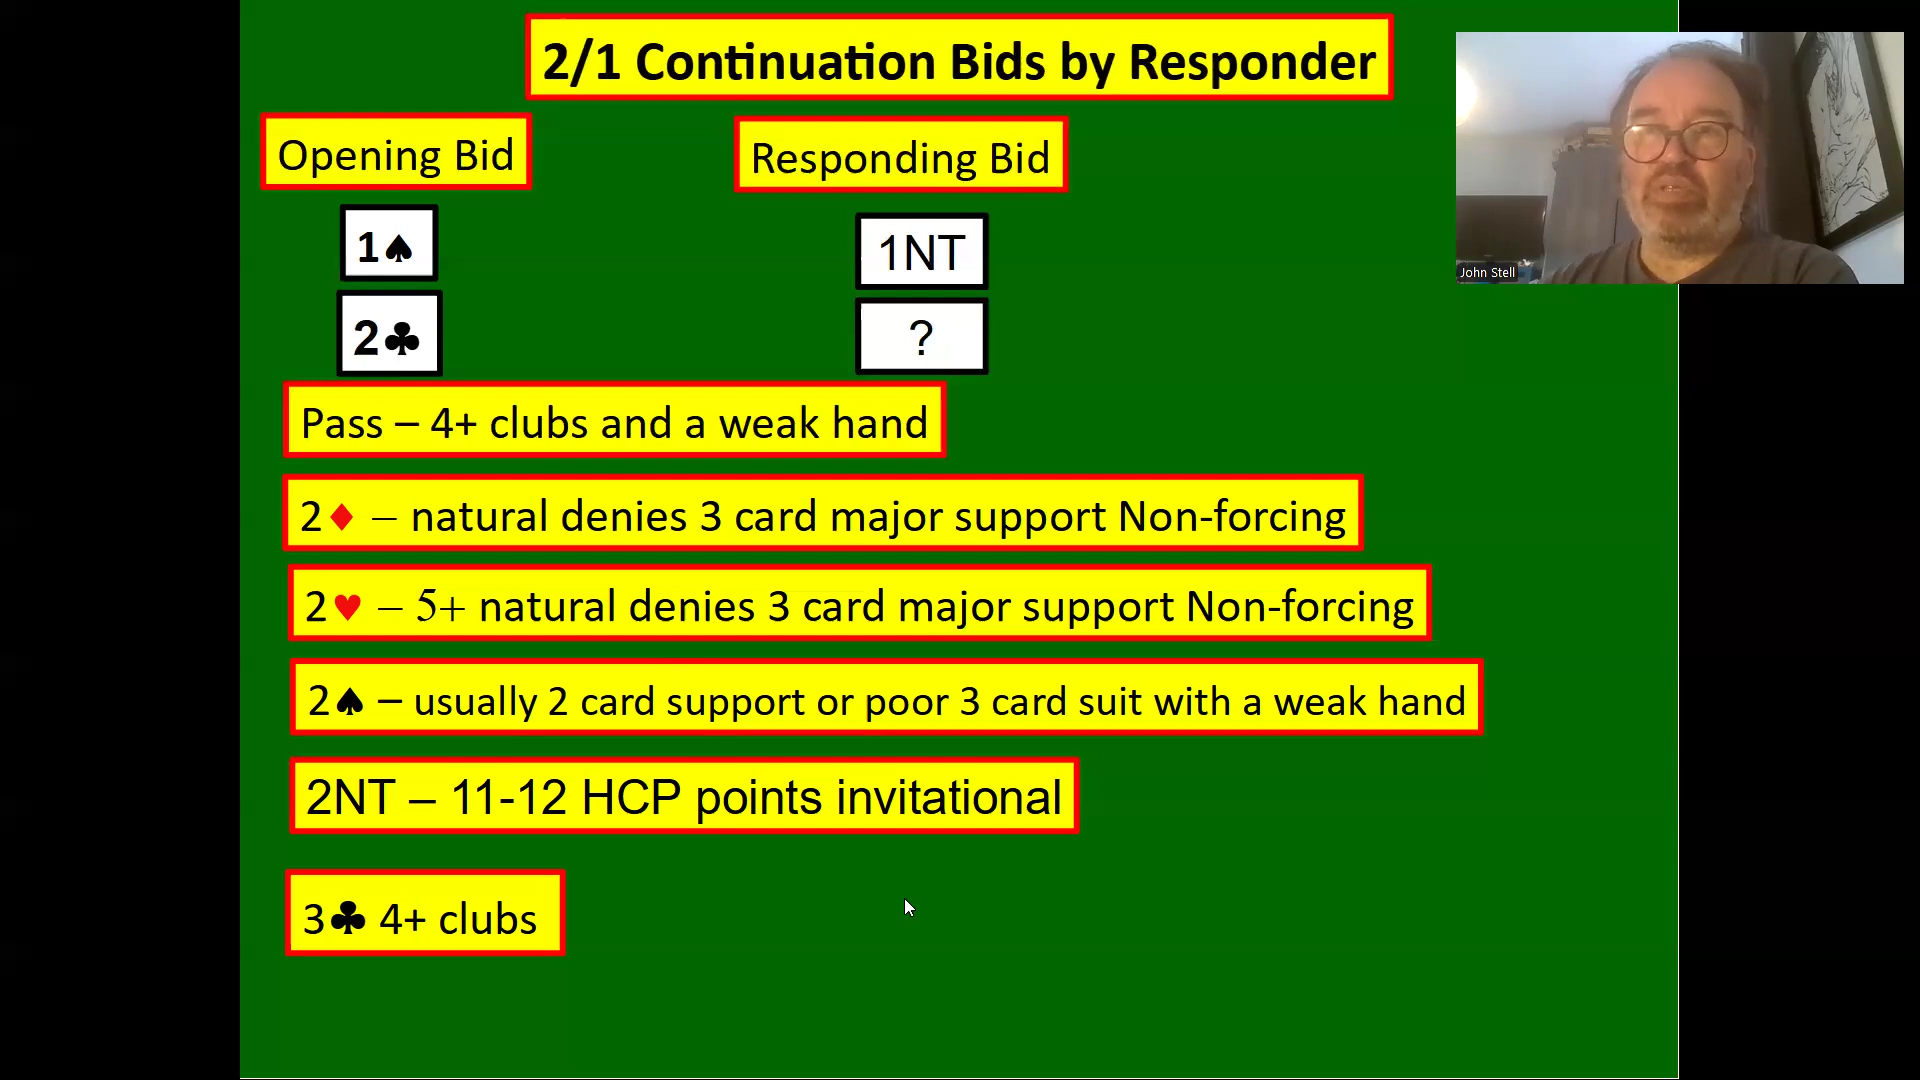 2/1 Continuation Bids by Responder
Opening Bid
Responding Bid
1♠
1NT
2♣
?
John Stell
Pass – 4+ clubs and a weak hand
2♦ – natural denies 3 card major support Non-forcing
2♥ – 5+ natural denies 3 card major support Non-forcing
2♠ – usually 2 card support or poor 3 card suit with a weak hand
2NT – 11-12 HCP points invitational
3♣ 4+ clubs